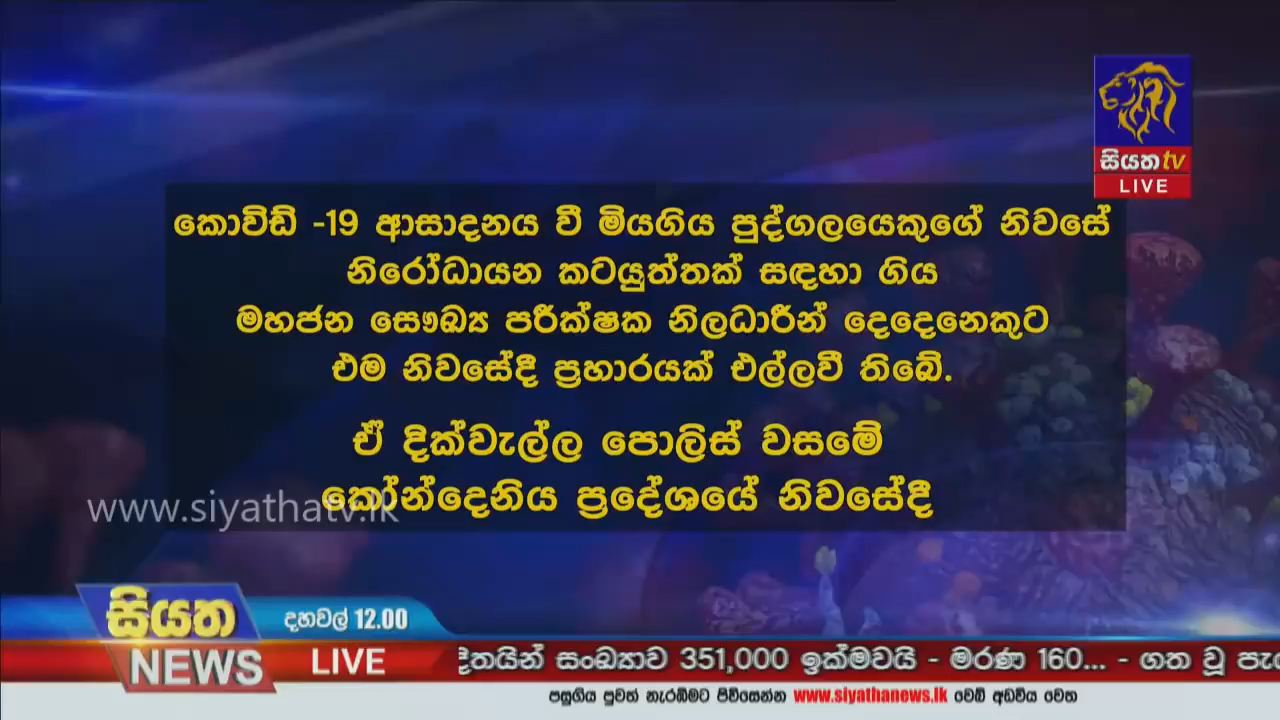 සියත tv
LIVE
කොවිඩ් -19 ආසාදනය වී මියගිය පුද්ගලයෙකුගේ නිවසේ
නිරෝධායන කටයුත්තක් සඳහා ගිය
මහජන සෞඛ්‍ය පරීක්ෂක නිලධාරීන් දෙදෙනෙකුට
එම නිවසේදී ප්‍රහාරයක් එල්ලවී තිබේ.
ඒ දික්වැල්ල පොලිස් වසමේ
කෝන්දෙනිය ප්‍රදේශයේ නිවසේදී
www.siyathatv.lk
සියත
NEWS
දහවල් 12.00
LIVE
දිතයින් සංඛ්‍යාව 351,000 ඉක්මවයි - මරණ 160... - ගත වූ පැය
පසුගිය පුවත් නැරඹීමට පිවිසෙන්න www.siyathanews.lk වෙබ් අඩවිය වෙත